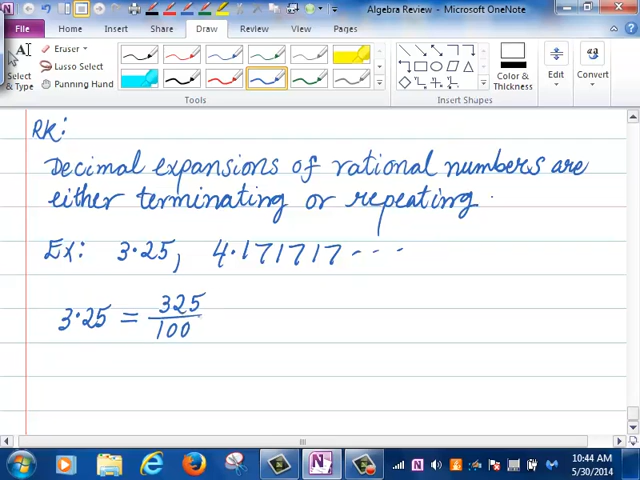 Algebra Review - Microsoft OneNote
File Home Insert Share Draw Review View Pages
Select & Type
Eraser
Lasso Select
Panning Hand
Color & Thickness
Edit
Convert
Tools
Insert Shapes
RK:
Decimal expansions of rational numbers are
either terminating or repeating.
Ex: 3.25, 4.171717...
3.25 = 325/100
10:44 AM
5/30/2014